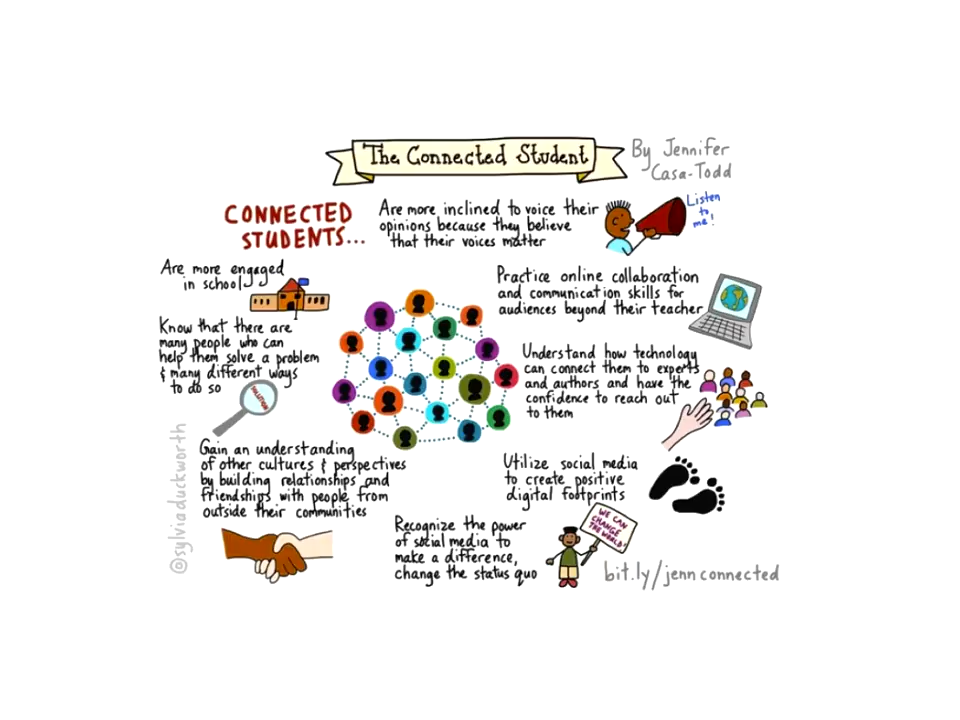 The Connected Student
By Jennifer
Casa-Todd
CONNECTED
STUDENTS...
Are more inclined to voice their
opinions because they believe
that their voices matter
Listen
to
me!
Are more engaged
in school
Practice online collaboration
and communication skills for
audiences beyond their teacher
Know that there are
many people who can
help them solve a problem
& many different ways
to do so
SOLUTION
Understand how technology
can connect them to experts
and authors and have the
confidence to reach out
to them
Gain an understanding
of other cultures & perspectives
by building relationships and
friendships with people from
outside their communities
Utilize social media
to create positive
digital footprints
Recognize the power
of social media to
make a difference,
change the status quo
WE CAN
CHANGE
THE WORLD!
bit.ly/jennconnected
@sylviaduckworth